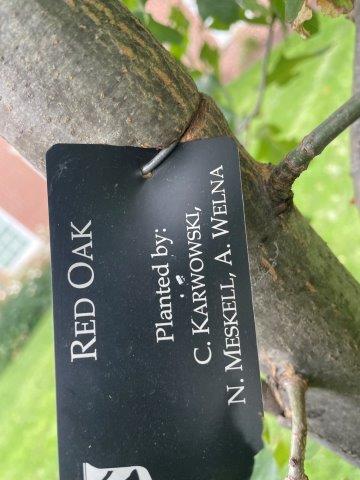 RED OAK
Planted by:
C. KARWOWSKI,
N. MESKELL, A. WELNA